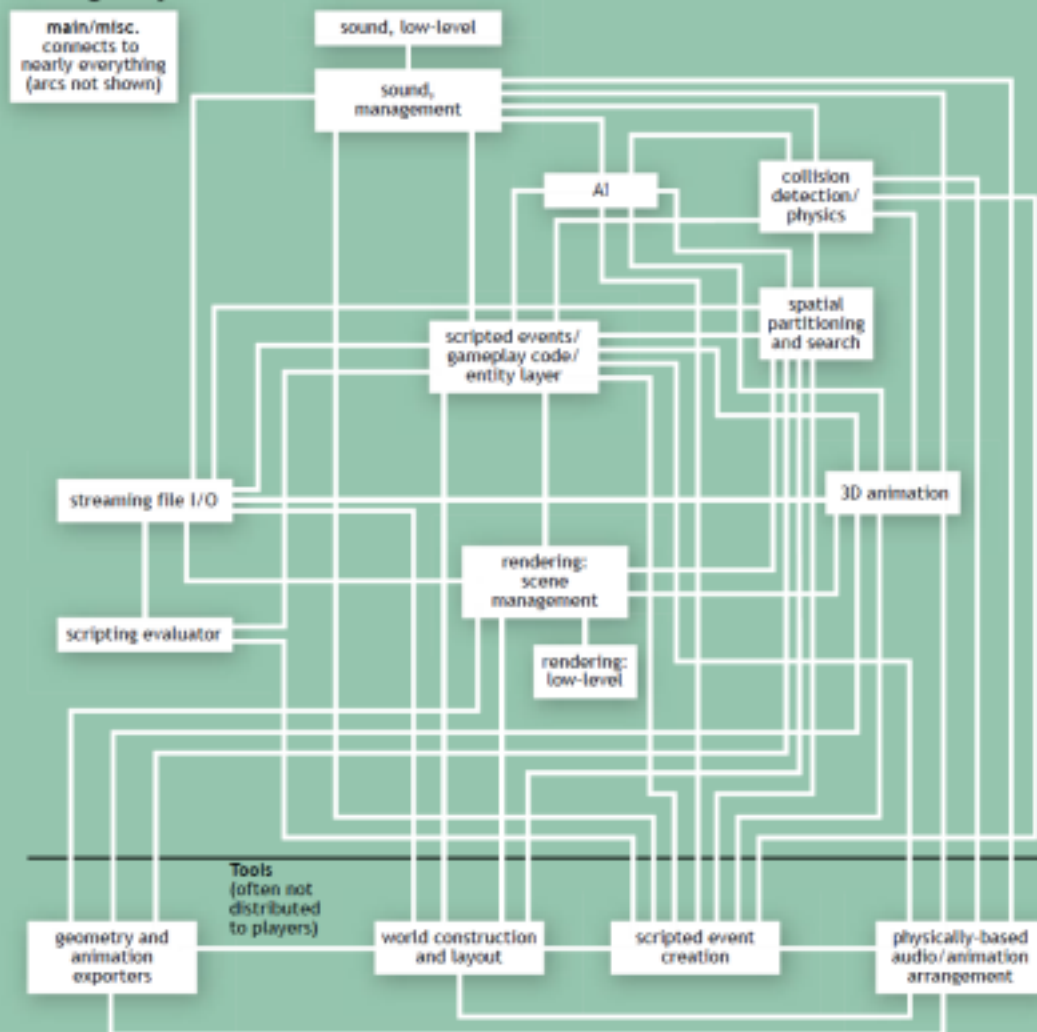 main/misc.
connects to
nearly everything
(arcs not shown)
sound, low-level
sound,
management
AI
collision
detection/
physics
spatial
partitioning
and search
scripted events/
gameplay code/
entity layer
streaming file I/O
3D animation
rendering:
scene
management
scripting evaluator
rendering:
low-level
Tools
(often not
distributed
to players)
geometry and
animation
exporters
world construction
and layout
scripted event
creation
physically-based
audio/animation
arrangement